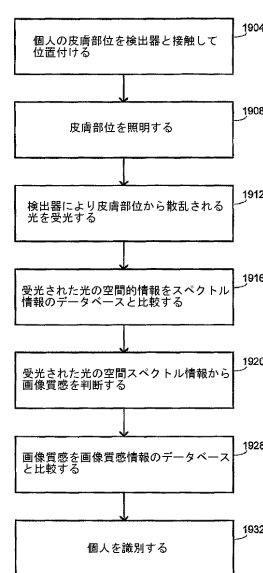 1904
個人の皮膚部位を検出器と接触して
位置付ける
1908
皮膚部位を照明する
1912
検出器により皮膚部位から散乱される
光を受光する
1916
受光された光の空間的情報をスペクトル
情報のデータベースと比較する
1920
受光された光の空間スペクトル情報から
画像質感を判断する
1928
画像質感を画像質感情報のデータベース
と比較する
1932
個人を識別する